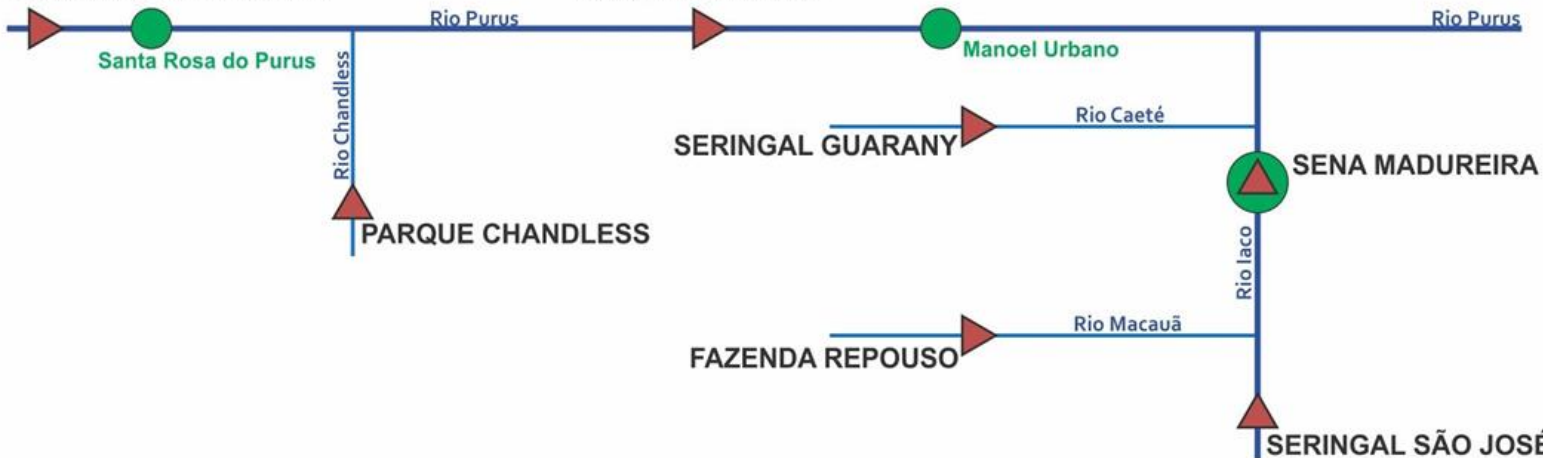 Rio Purus
Rio Purus
Santa Rosa do Purus
Manoel Urbano
Rio Chandless
Rio Caeté
SERINGAL GUARANY
SENA MADUREIRA
PARQUE CHANDLESS
Rio Iaco
Rio Macauã
FAZENDA REPOUSO
SERINGAL SÃO JOSÉ